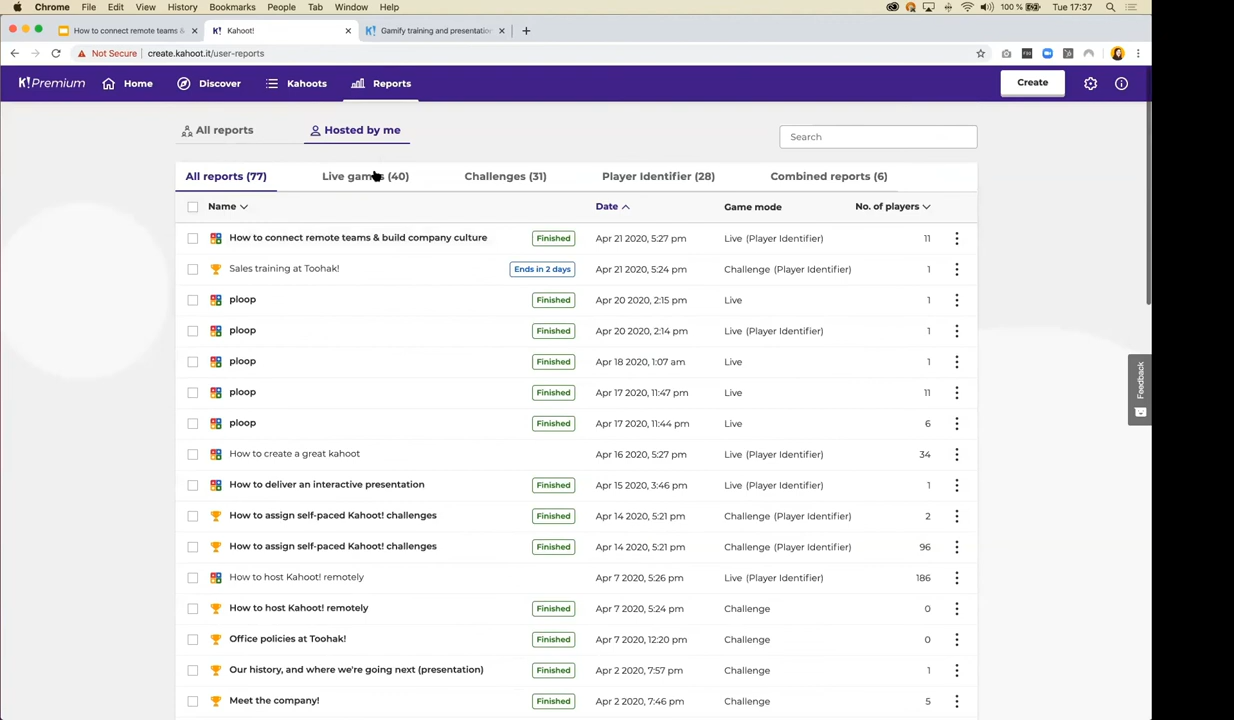 Chrome File Edit View History Bookmarks People Tab Window Help 100 % Tue 17:37
How to connect remote teams & Kahoot! Gamify training and presentatio
Not Secure create.kahoot.it/user-reports
K!Premium Home Discover Kahoots Reports Create
All reports Hosted by me Search
All reports (77) Live games (40) Challenges (31) Player Identifier (28) Combined reports (6)
Name Date Game mode No. of players
How to connect remote teams & build company culture Finished Apr 21 2020, 5:27 pm Live (Player Identifier) 11
Sales training at Toohak! Ends in 2 days Apr 21 2020, 5:24 pm Challenge (Player Identifier) 1
ploop Finished Apr 20 2020, 2:15 pm Live 1
ploop Finished Apr 20 2020, 2:14 pm Live (Player Identifier) 1
ploop Finished Apr 18 2020, 1:07 am Live 1
ploop Finished Apr 17 2020, 11:47 pm Live 11
ploop Finished Apr 17 2020, 11:44 pm Live 6
How to create a great kahoot Apr 16 2020, 5:27 pm Live (Player Identifier) 34
How to deliver an interactive presentation Finished Apr 15 2020, 3:46 pm Live (Player Identifier) 1
How to assign self-paced Kahoot! challenges Finished Apr 14 2020, 5:21 pm Challenge (Player Identifier) 2
How to assign self-paced Kahoot! challenges Finished Apr 14 2020, 5:21 pm Challenge (Player Identifier) 96
How to host Kahoot! remotely Apr 7 2020, 5:26 pm Live (Player Identifier) 186
How to host Kahoot! remotely Finished Apr 7 2020, 5:24 pm Challenge 0
Feedback
Office policies at Toohak! Finished Apr 7 2020, 12:20 pm Challenge 0
Our history, and where we're going next (presentation) Finished Apr 2 2020, 7:57 pm Challenge 1
Meet the company! Finished Apr 2 2020, 7:46 pm Challenge 5